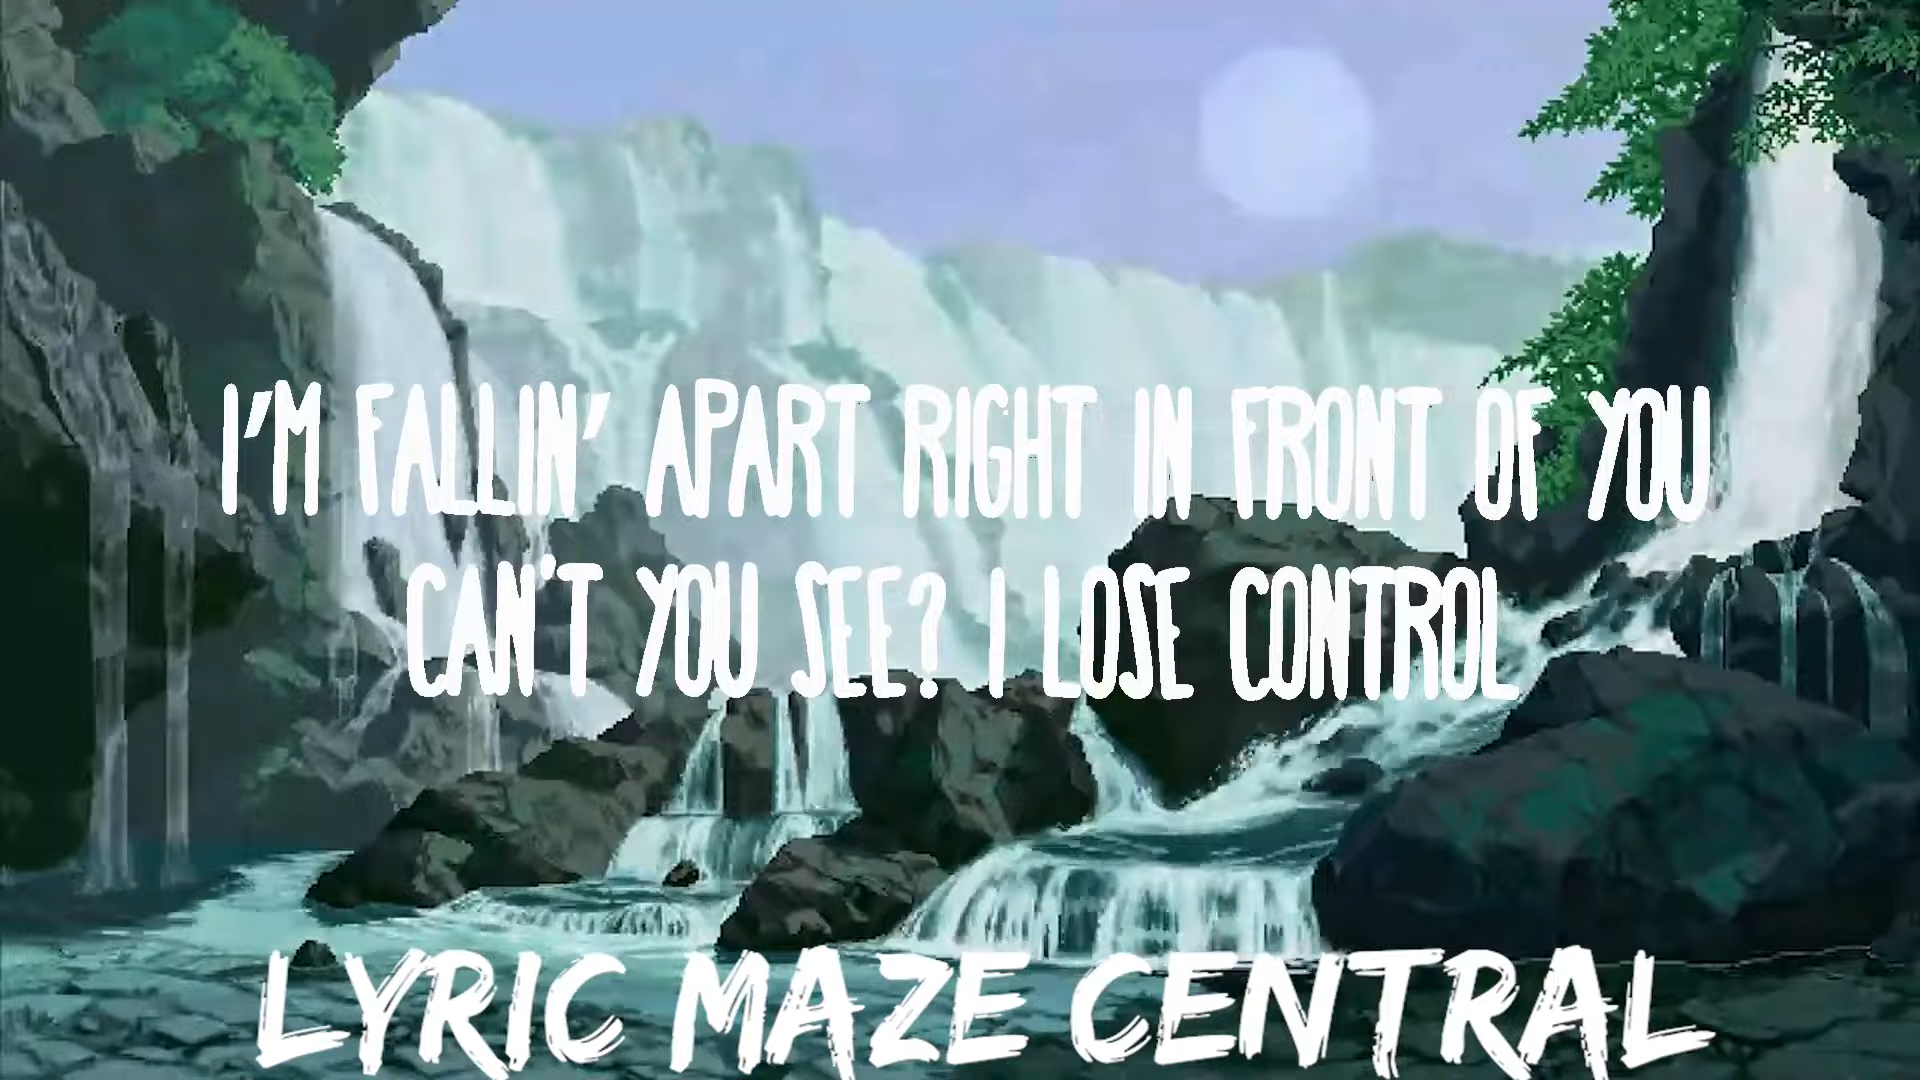 I'M FALLIN' APART RIGHT IN FRONT OF YOU
CAN'T YOU SEE? I LOSE CONTROL
LYRIC MAZE CENTRAL